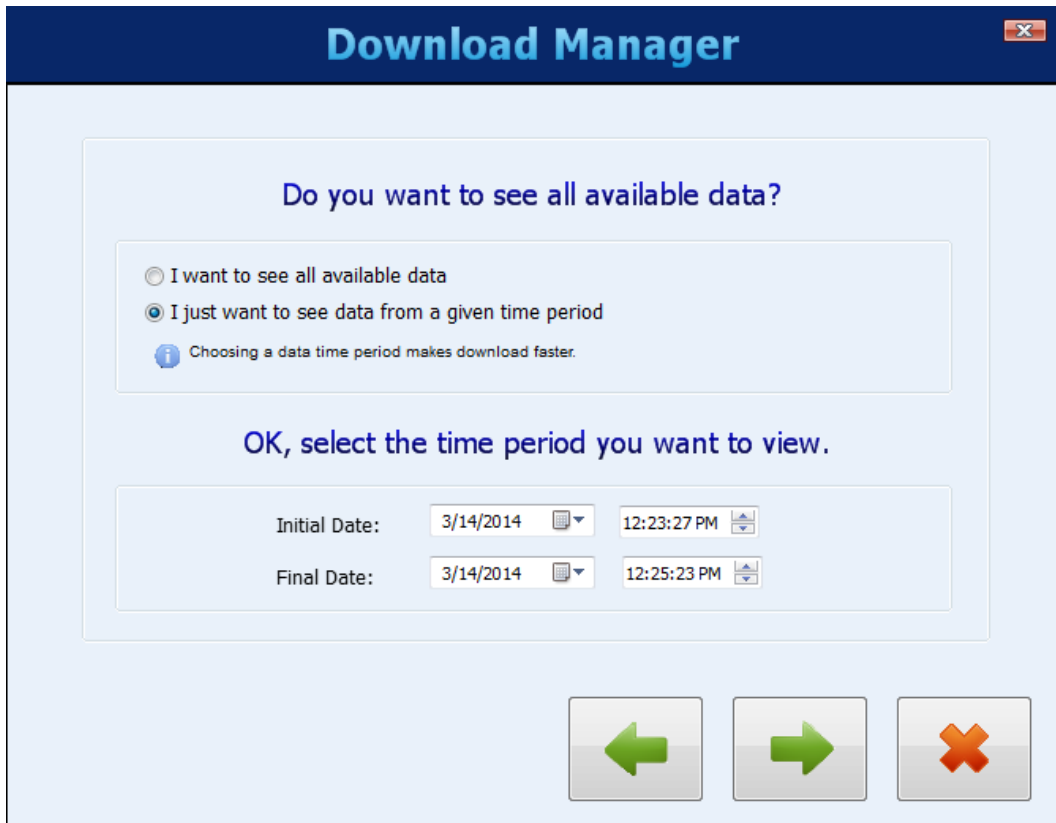 Download Manager
Do you want to see all available data?
I want to see all available data
I just want to see data from a given time period
Choosing a data time period makes download faster.
OK, select the time period you want to view.
Initial Date: 3/14/2014 12:23:27 PM
Final Date: 3/14/2014 12:25:23 PM